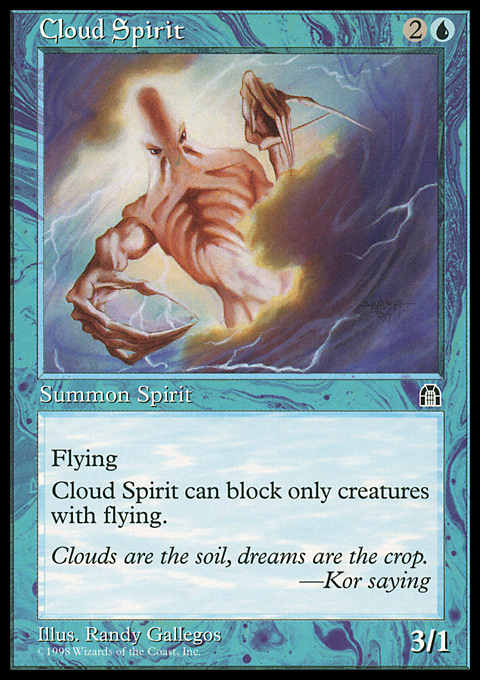 Cloud Spirit 2
Summon Spirit
Flying
Cloud Spirit can block only creatures
with flying.
Clouds are the soil, dreams are the crop.
—Kor saying
Illus. Randy Gallegos
©1998 Wizards of the Coast, Inc.
3/1